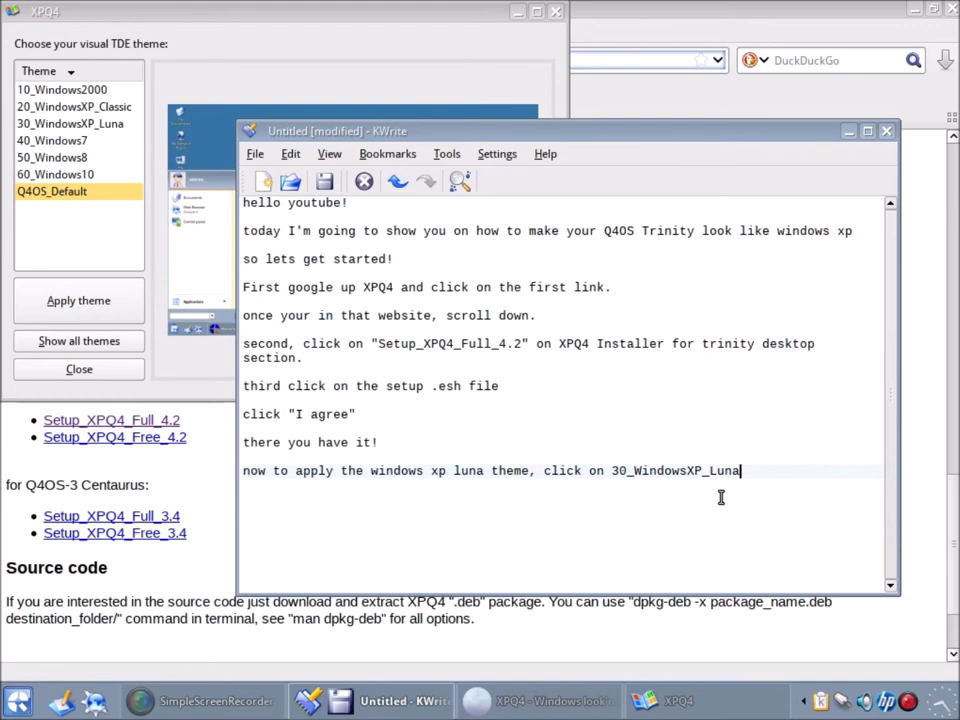 XPQ4
Choose your visual TDE theme:
Theme
10_Windows2000
20_WindowsXP_Classic
30_WindowsXP_Luna
40_Windows7
50_Windows8
60_Windows10
Q4OS_Default
Apply theme
Show all themes
Close
DuckDuckGo
Untitled [modified] - KWrite
File Edit View Bookmarks Tools Settings Help
hello youtube!
today I'm going to show you on how to make your Q4OS Trinity look like windows xp
so lets get started!
First google up XPQ4 and click on the first link.
once your in that website, scroll down.
second, click on "Setup_XPQ4_Full_4.2" on XPQ4 Installer for trinity desktop
section.
third click on the setup .esh file
click "I agree"
there you have it!
now to apply the windows xp luna theme, click on 30_WindowsXP_Luna
Setup_XPQ4_Full_4.2
Setup_XPQ4_Free_4.2
for Q4OS-3 Centaurus:
Setup_XPQ4_Full_3.4
Setup_XPQ4_Free_3.4
Source code
If you are interested in the source code just download and extract XPQ4 ".deb" package. You can use "dpkg-deb -x package_name.deb
destination_folder/" command in terminal, see "man dpkg-deb" for all options.
SimpleScreenRecorder
Untitled - KWrit
XPQ4 - Windows lookin
XPQ4